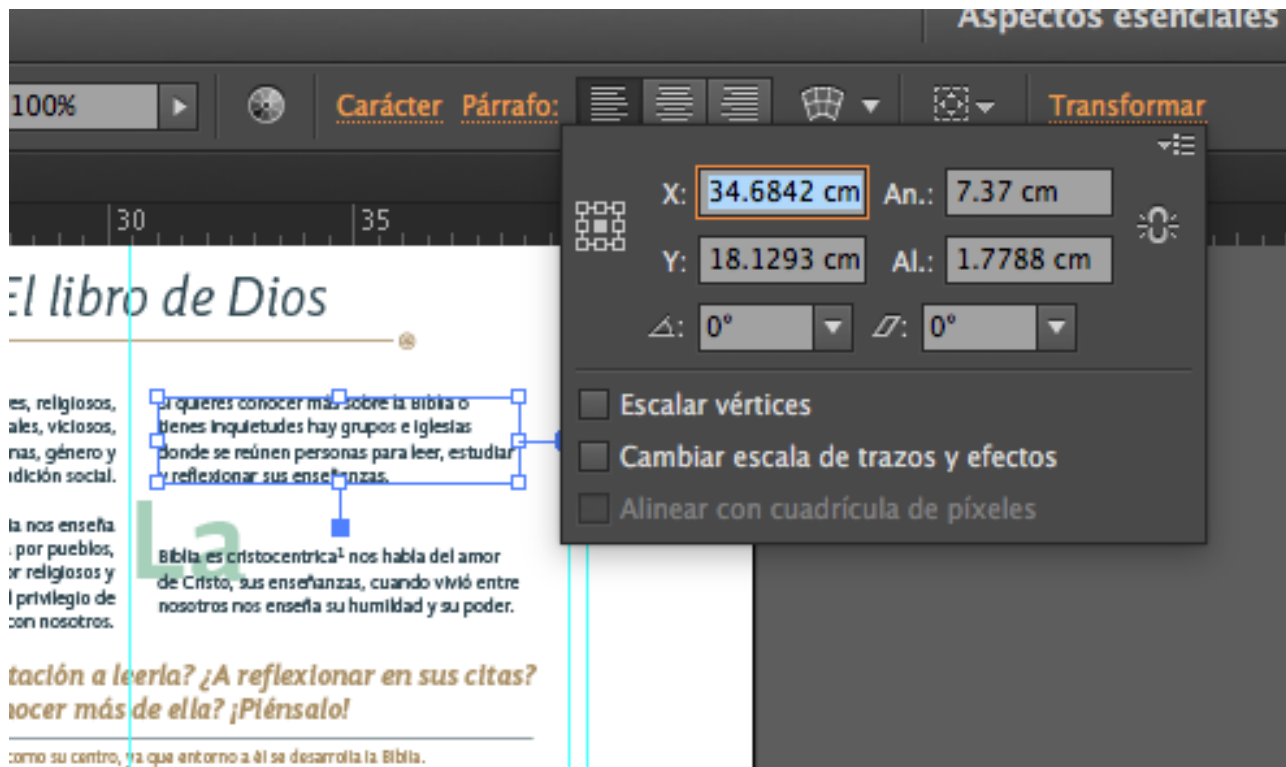 Aspectos esenciales
100%
Carácter Párrafo: Transformar
X: 34.6842 cm An.: 7.37 cm
Y: 18.1293 cm Al.: 1.7788 cm
0° 0°
Escalar vértices
Cambiar escala de trazos y efectos
Alinear con cuadrícula de píxeles
30 35
El libro de Dios
es, religiosos,
ales, viciosos,
nas, género y
dición social.
ia nos enseña
por pueblos,
or religiosos y
l privilegio de
con nosotros.
Si quieres conocer más sobre la Biblia o
tienes inquietudes hay grupos e iglesias
donde se reúnen personas para leer, estudiar
y reflexionar sus enseñanzas.
La
Biblia es cristocentrica¹ nos habla del amor
de Cristo, sus enseñanzas, cuando vivió entre
nosotros nos enseña su humildad y su poder.
tación a leerla? ¿A reflexionar en sus citas?
nocer más de ella? ¡Piénsalo!
como su centro, ya que entorno a él se desarrolla la Biblia.